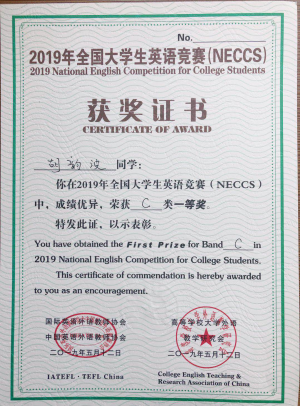 No.
2019年全国大学生英语竞赛(NECCS)
2019 National English Competition for College Students
获奖证书
CERTIFICATE OF AWARD
胡韵波 同学:
你在2019年全国大学生英语竞赛(NECCS)
中,成绩优异,荣获 C 类一等奖。
特发此证,以示表彰。
You have obtained the First Prize for Band C in
2019 National English Competition for College Students.
This certificate of commendation is hereby awarded
to you as an encouragement.
国际英语外语教师协会
中国英语外语教师协会
二〇一九年五月十二日
IATEFL · TEFL China
高等学校大学外语
教学研究会
二〇一九年五月十二日
College English Teaching &
Research Association of China